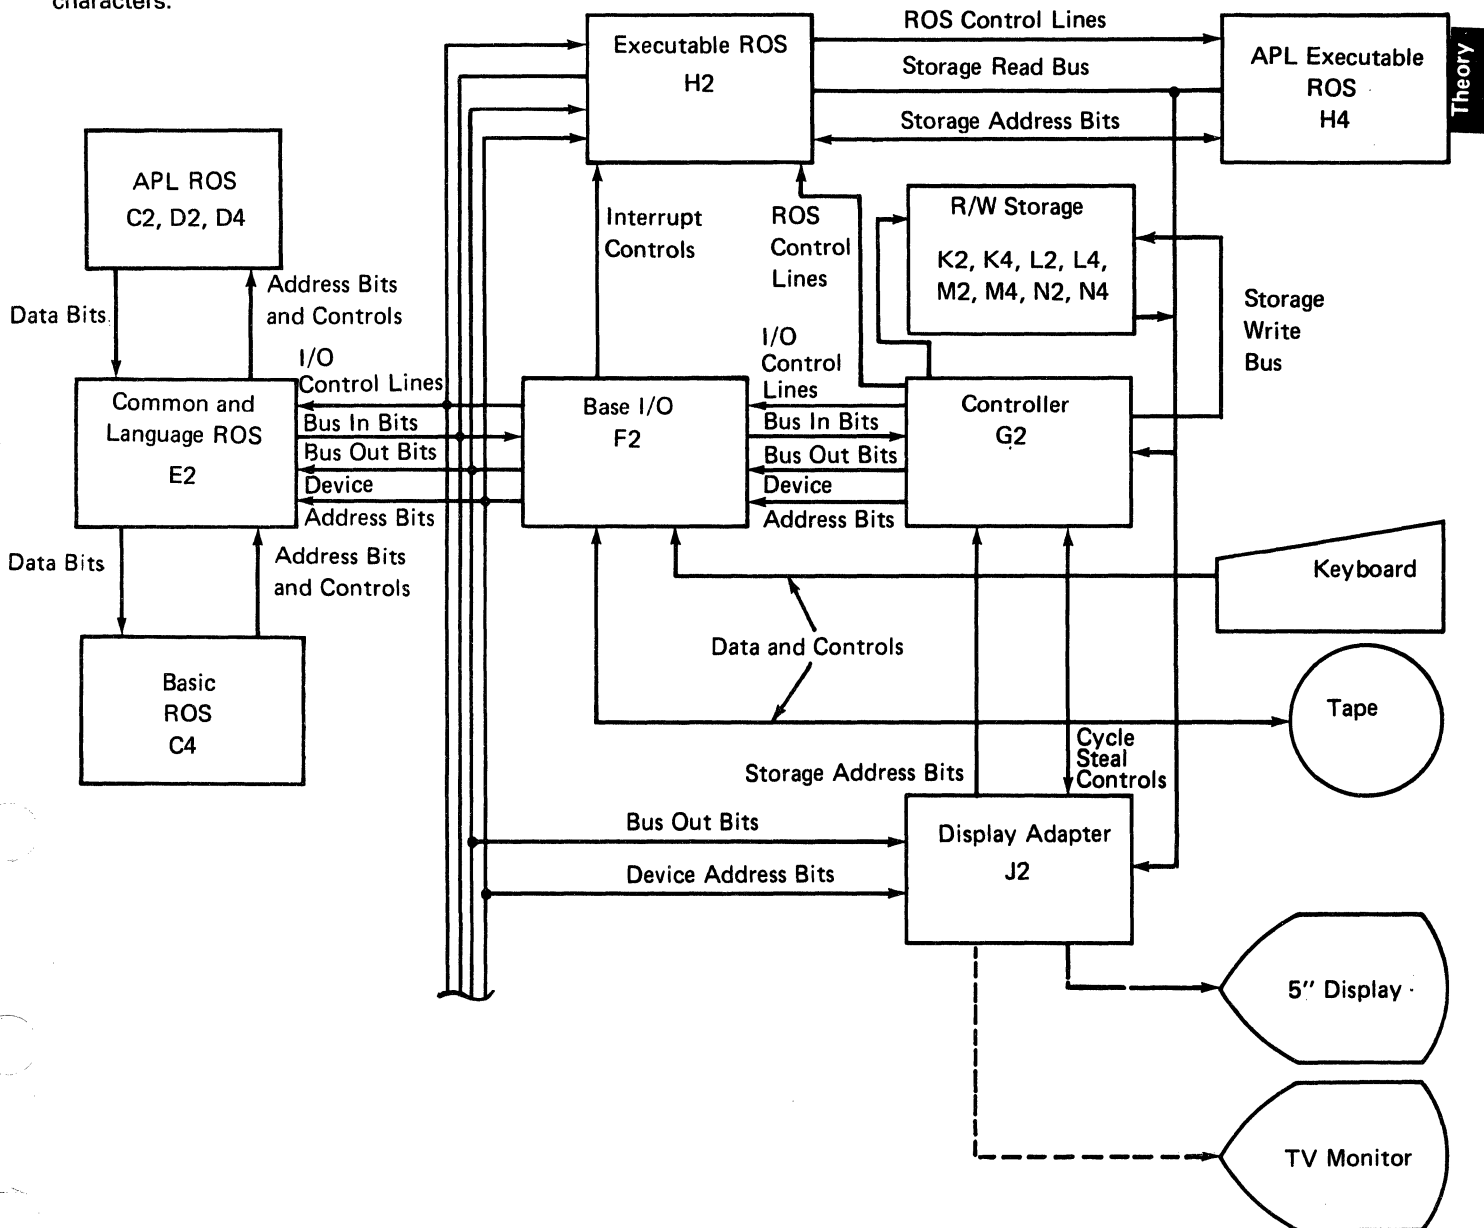 characters.
ROS Control Lines
Executable ROS
H2
Storage Read Bus
Storage Address Bits
APL Executable
ROS
H4
Theory
APL ROS
C2, D2, D4
Interrupt
Controls
ROS
Control
Lines
R/W Storage
K2, K4, L2, L4,
M2, M4, N2, N4
Storage
Write
Bus
Data Bits
Address Bits
and Controls
I/O
Control Lines
Bus In Bits
Bus Out Bits
Device
Address Bits
Common and
Language ROS
E2
Base I/O
F2
I/O
Control
Lines
Bus In Bits
Bus Out Bits
Device
Address Bits
Controller
G2
Data Bits
Address Bits
and Controls
Keyboard
Data and Controls
Basic
ROS
C4
Tape
Storage Address Bits
Cycle
Steal
Controls
Bus Out Bits
Device Address Bits
Display Adapter
J2
5" Display
TV Monitor